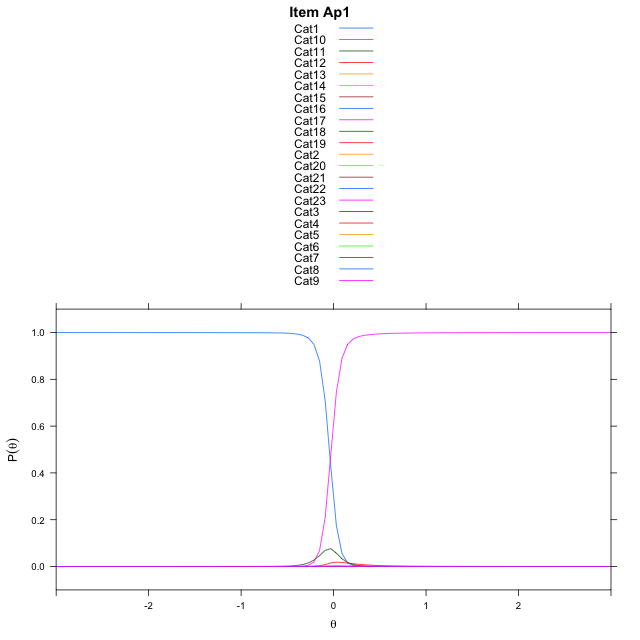 Item Ap1
Cat1
Cat10
Cat11
Cat12
Cat13
Cat14
Cat15
Cat16
Cat17
Cat18
Cat19
Cat2
Cat20
Cat21
Cat22
Cat23
Cat3
Cat4
Cat5
Cat6
Cat7
Cat8
Cat9
1.0
0.8
0.6
0.4
0.2
0.0
P(θ)
-2 -1 0 1 2
θ